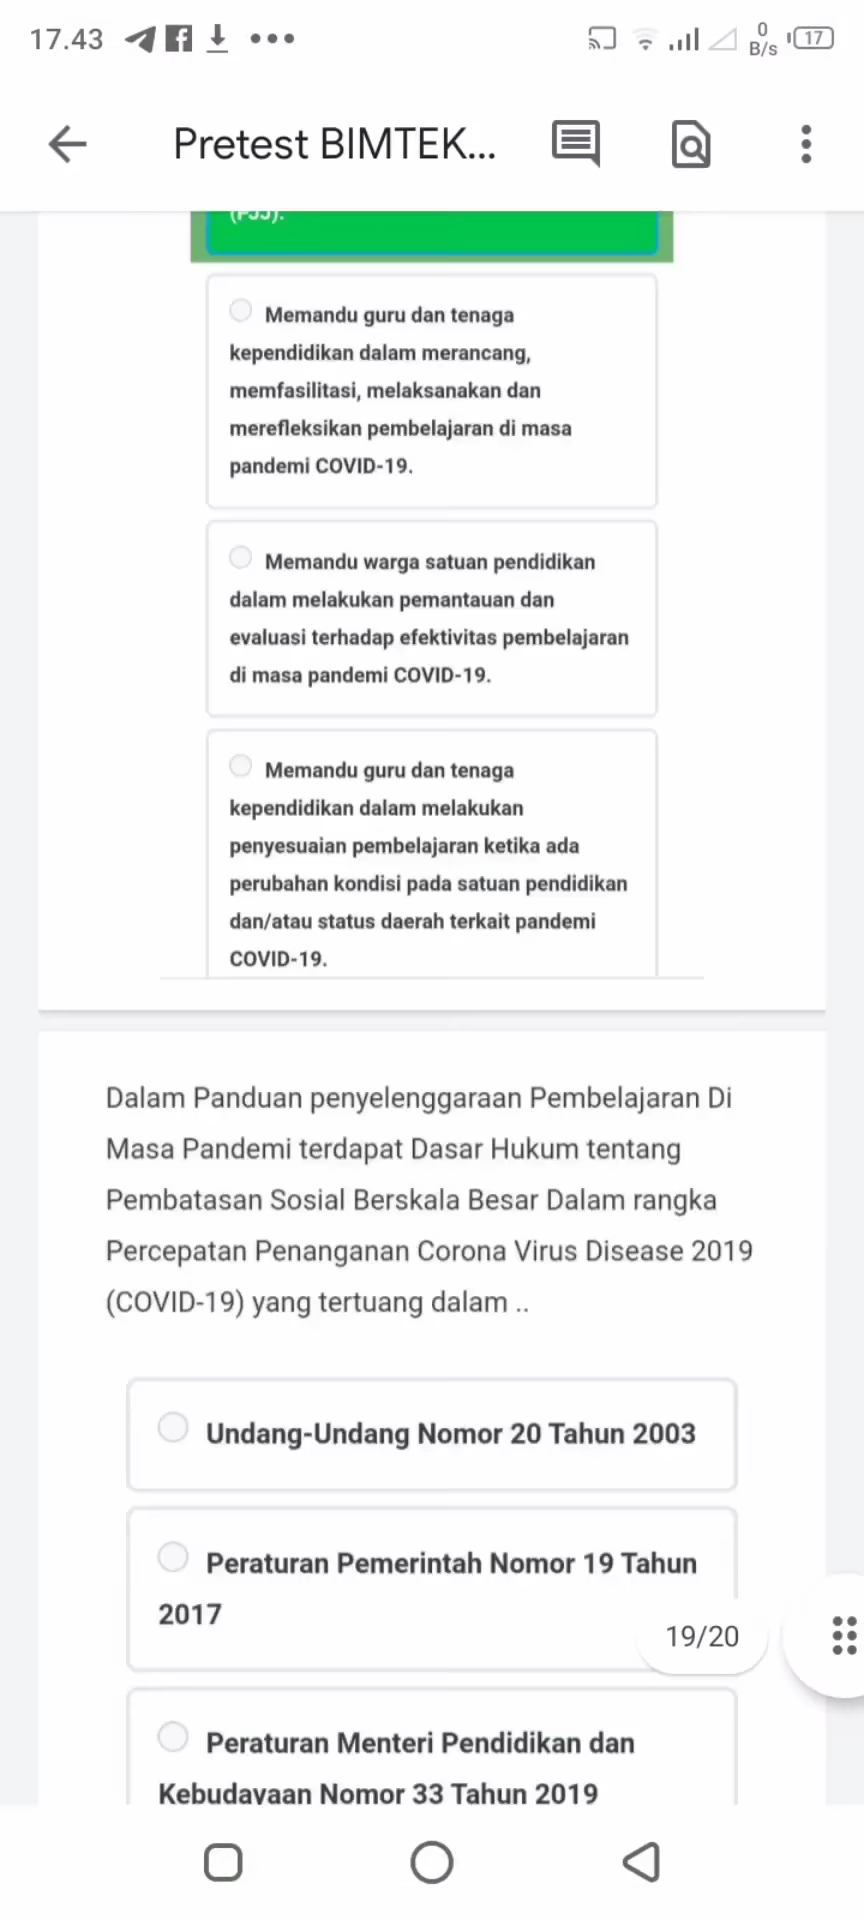 17.43
0
B/s
17
Pretest BIMTEK...
(PJJ).
Memandu guru dan tenaga
kependidikan dalam merancang,
memfasilitasi, melaksanakan dan
merefleksikan pembelajaran di masa
pandemi COVID-19.
Memandu warga satuan pendidikan
dalam melakukan pemantauan dan
evaluasi terhadap efektivitas pembelajaran
di masa pandemi COVID-19.
Memandu guru dan tenaga
kependidikan dalam melakukan
penyesuaian pembelajaran ketika ada
perubahan kondisi pada satuan pendidikan
dan/atau status daerah terkait pandemi
COVID-19.
Dalam Panduan penyelenggaraan Pembelajaran Di
Masa Pandemi terdapat Dasar Hukum tentang
Pembatasan Sosial Berskala Besar Dalam rangka
Percepatan Penanganan Corona Virus Disease 2019
(COVID-19) yang tertuang dalam ..
Undang-Undang Nomor 20 Tahun 2003
Peraturan Pemerintah Nomor 19 Tahun
2017
19/20
Peraturan Menteri Pendidikan dan
Kebudayaan Nomor 33 Tahun 2019